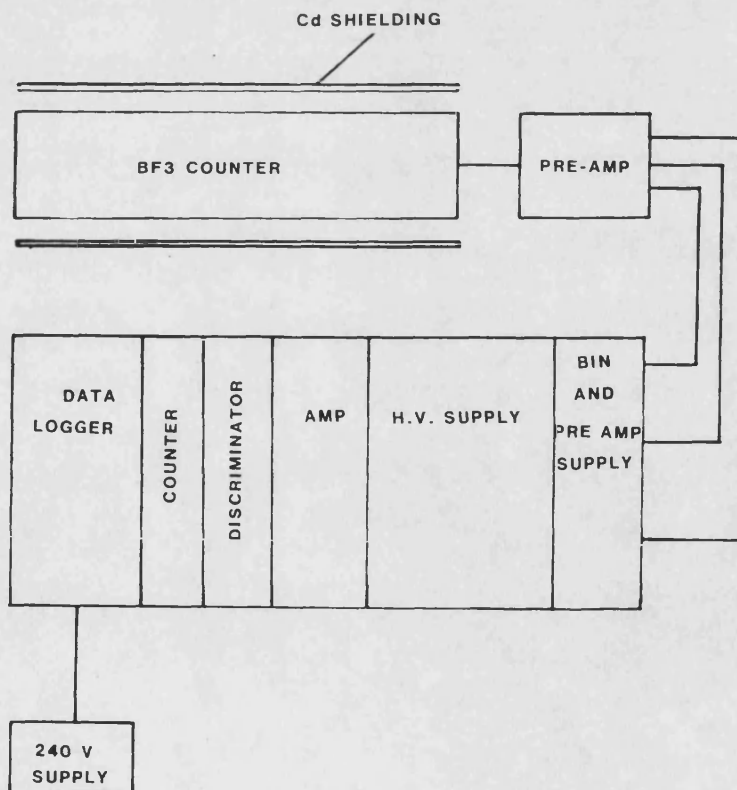 Cd SHIELDING
BF3 COUNTER
PRE-AMP
DATA
LOGGER
COUNTER
DISCRIMINATOR
AMP
H.V. SUPPLY
BIN
AND
PRE AMP
SUPPLY
240 V
SUPPLY